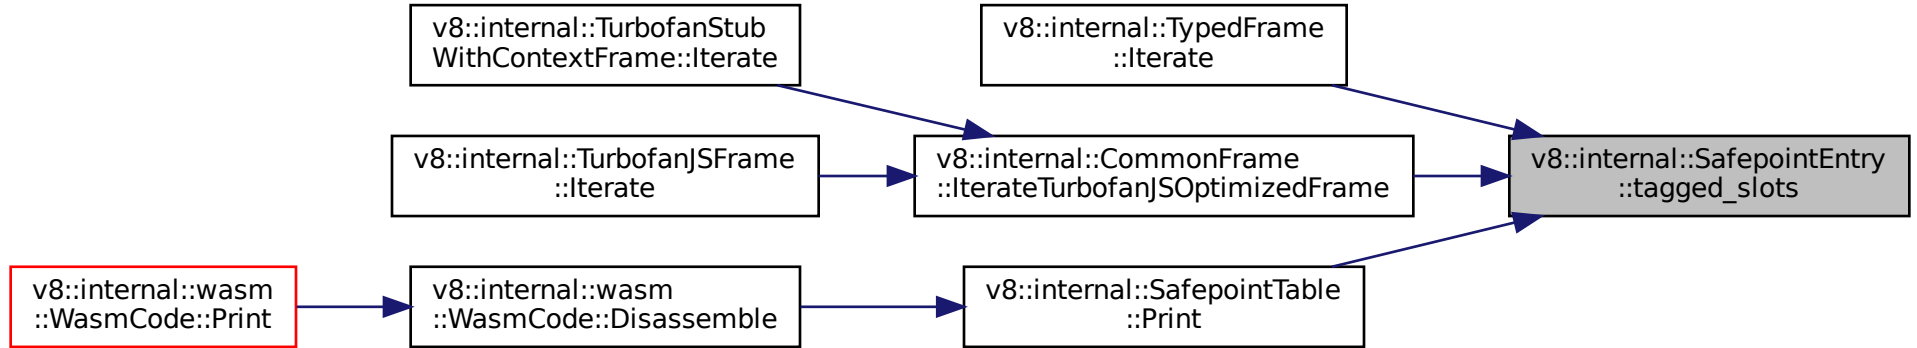 v8::internal::TurbofanStub
WithContextFrame::Iterate
v8::internal::TypedFrame
::Iterate
v8::internal::TurbofanJSFrame
::Iterate
v8::internal::CommonFrame
::IterateTurbofanJSOptimizedFrame
v8::internal::SafepointEntry
::tagged_slots
v8::internal::wasm
::WasmCode::Print
v8::internal::wasm
::WasmCode::Disassemble
v8::internal::SafepointTable
::Print